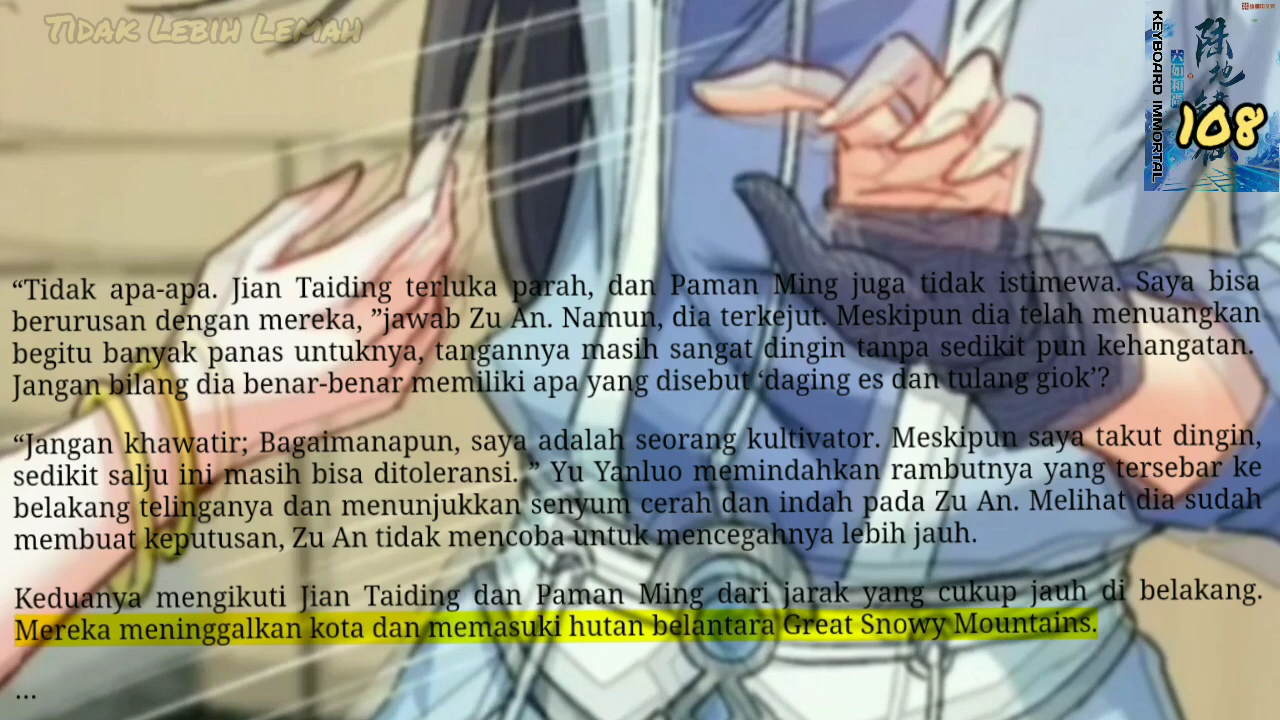 Tidak Lebih Lemah
KEYBOARD IMMORTAL
108
“Tidak apa-apa. Jian Taiding terluka parah, dan Paman Ming juga tidak istimewa. Saya bisa
berurusan dengan mereka, ”jawab Zu An. Namun, dia terkejut. Meskipun dia telah menuangkan
begitu banyak panas untuknya, tangannya masih sangat dingin tanpa sedikit pun kehangatan.
Jangan bilang dia benar-benar memiliki apa yang disebut ‘daging es dan tulang giok’?
“Jangan khawatir; Bagaimanapun, saya adalah seorang kultivator. Meskipun saya takut dingin,
sedikit salju ini masih bisa ditoleransi. ” Yu Yanluo memindahkan rambutnya yang tersebar ke
belakang telinganya dan menunjukkan senyum cerah dan indah pada Zu An. Melihat dia sudah
membuat keputusan, Zu An tidak mencoba untuk mencegahnya lebih jauh.
Keduanya mengikuti Jian Taiding dan Paman Ming dari jarak yang cukup jauh di belakang.
Mereka meninggalkan kota dan memasuki hutan belantara Great Snowy Mountains.
...